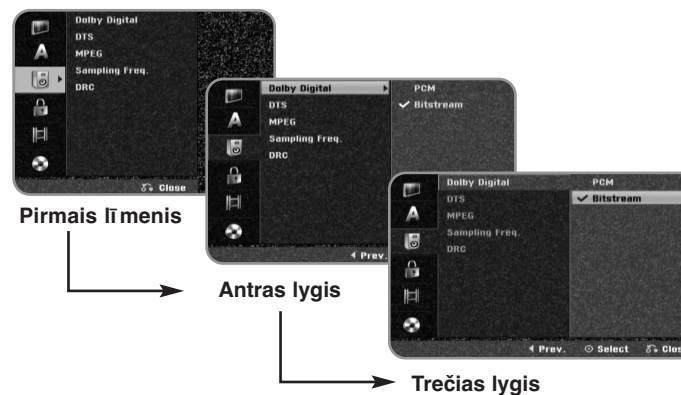 Dolby Digital
DTS
MPEG
Sampling Freq.
DRC
Close
Pirmais līmenis
Dolby Digital
DTS
MPEG
Sampling Freq.
DRC
PCM
Bitstream
Prev.
Antras lygis
Dolby Digital
DTS
MPEG
Sampling Freq.
DRC
PCM
Bitstream
Prev.
Select
Clos
Trečias lygis